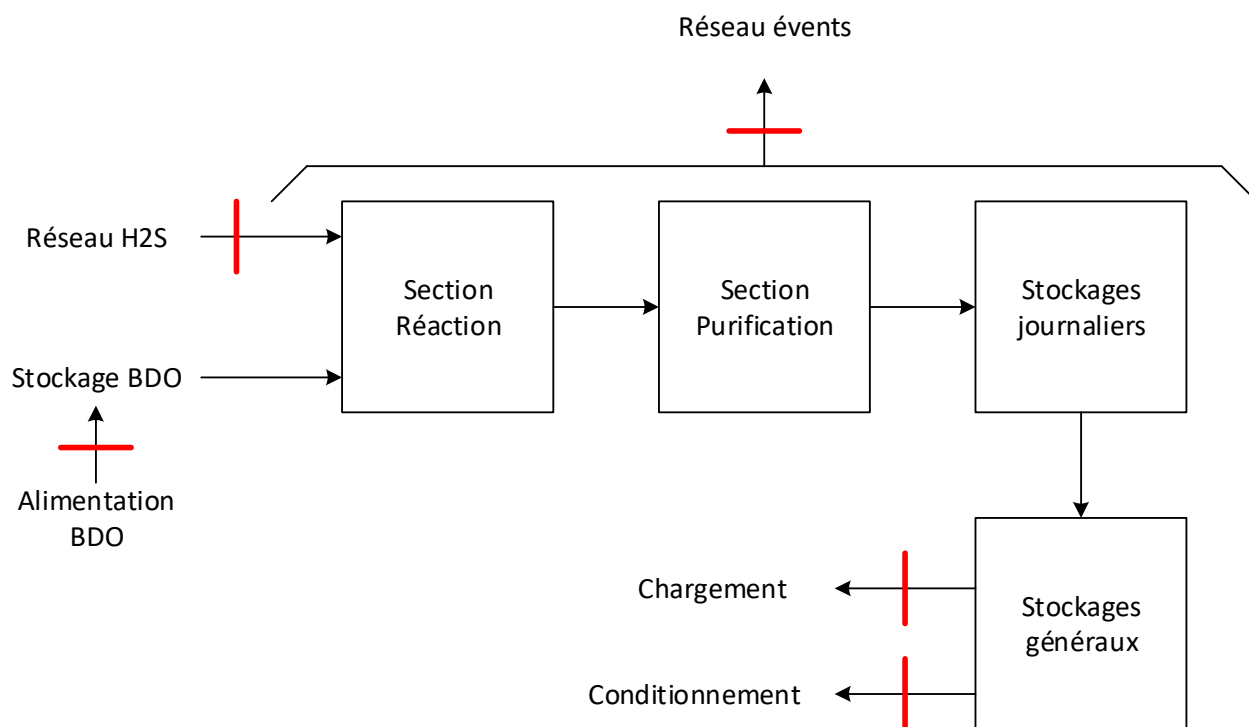 Réseau évents
Réseau H2S
Section
Réaction
Section
Purification
Stockages
journaliers
Stockage BDO
Alimentation
BDO
Chargement
Stockages
généraux
Conditionnement